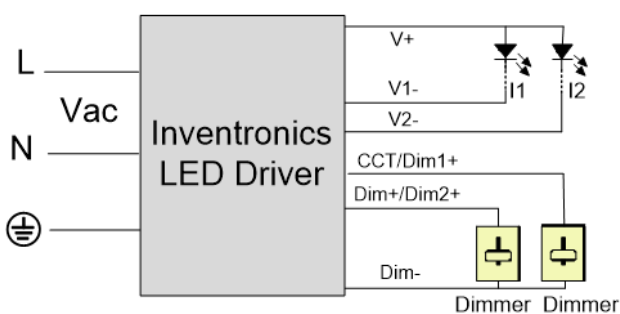 L
Vac
N
Inventronics
LED Driver
V+
V1-
I1
I2
V2-
CCT/Dim1+
Dim+/Dim2+
Dim-
Dimmer
Dimmer